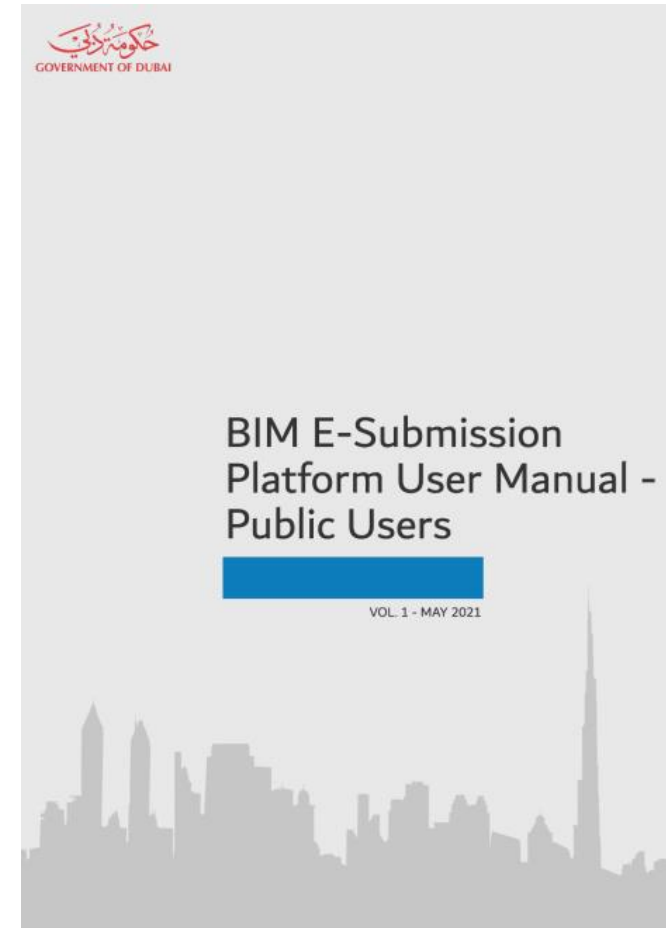 حكومة دبي
GOVERNMENT OF DUBAI
BIM E-Submission
Platform User Manual -
Public Users
VOL. 1 - MAY 2021